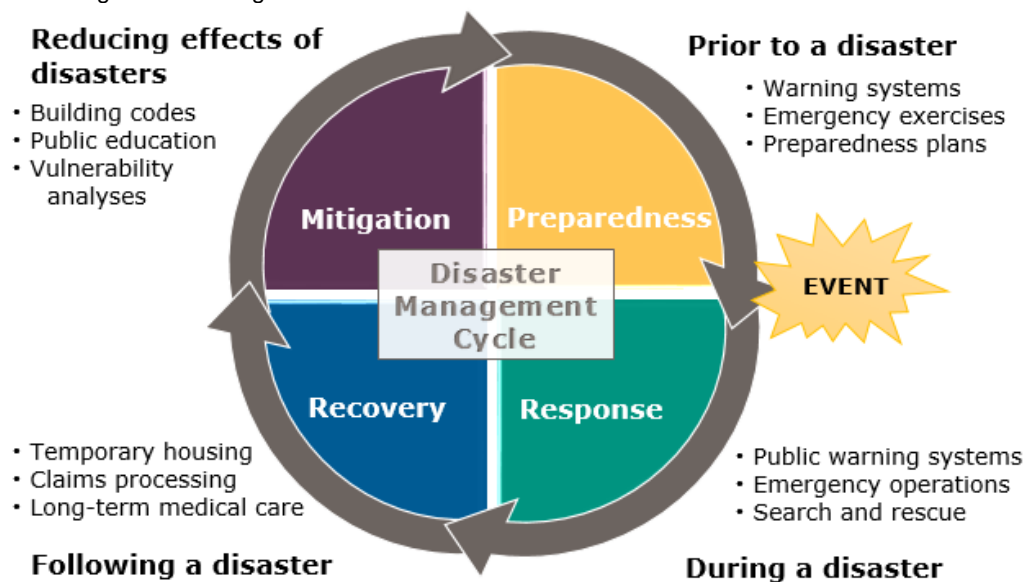 Reducing effects of
disasters
• Building codes
• Public education
• Vulnerability
analyses
Prior to a disaster
• Warning systems
• Emergency exercises
• Preparedness plans
Mitigation
Preparedness
Disaster
Management
Cycle
EVENT
Recovery
Response
• Temporary housing
• Claims processing
• Long-term medical care
Following a disaster
• Public warning systems
• Emergency operations
• Search and rescue
During a disaster